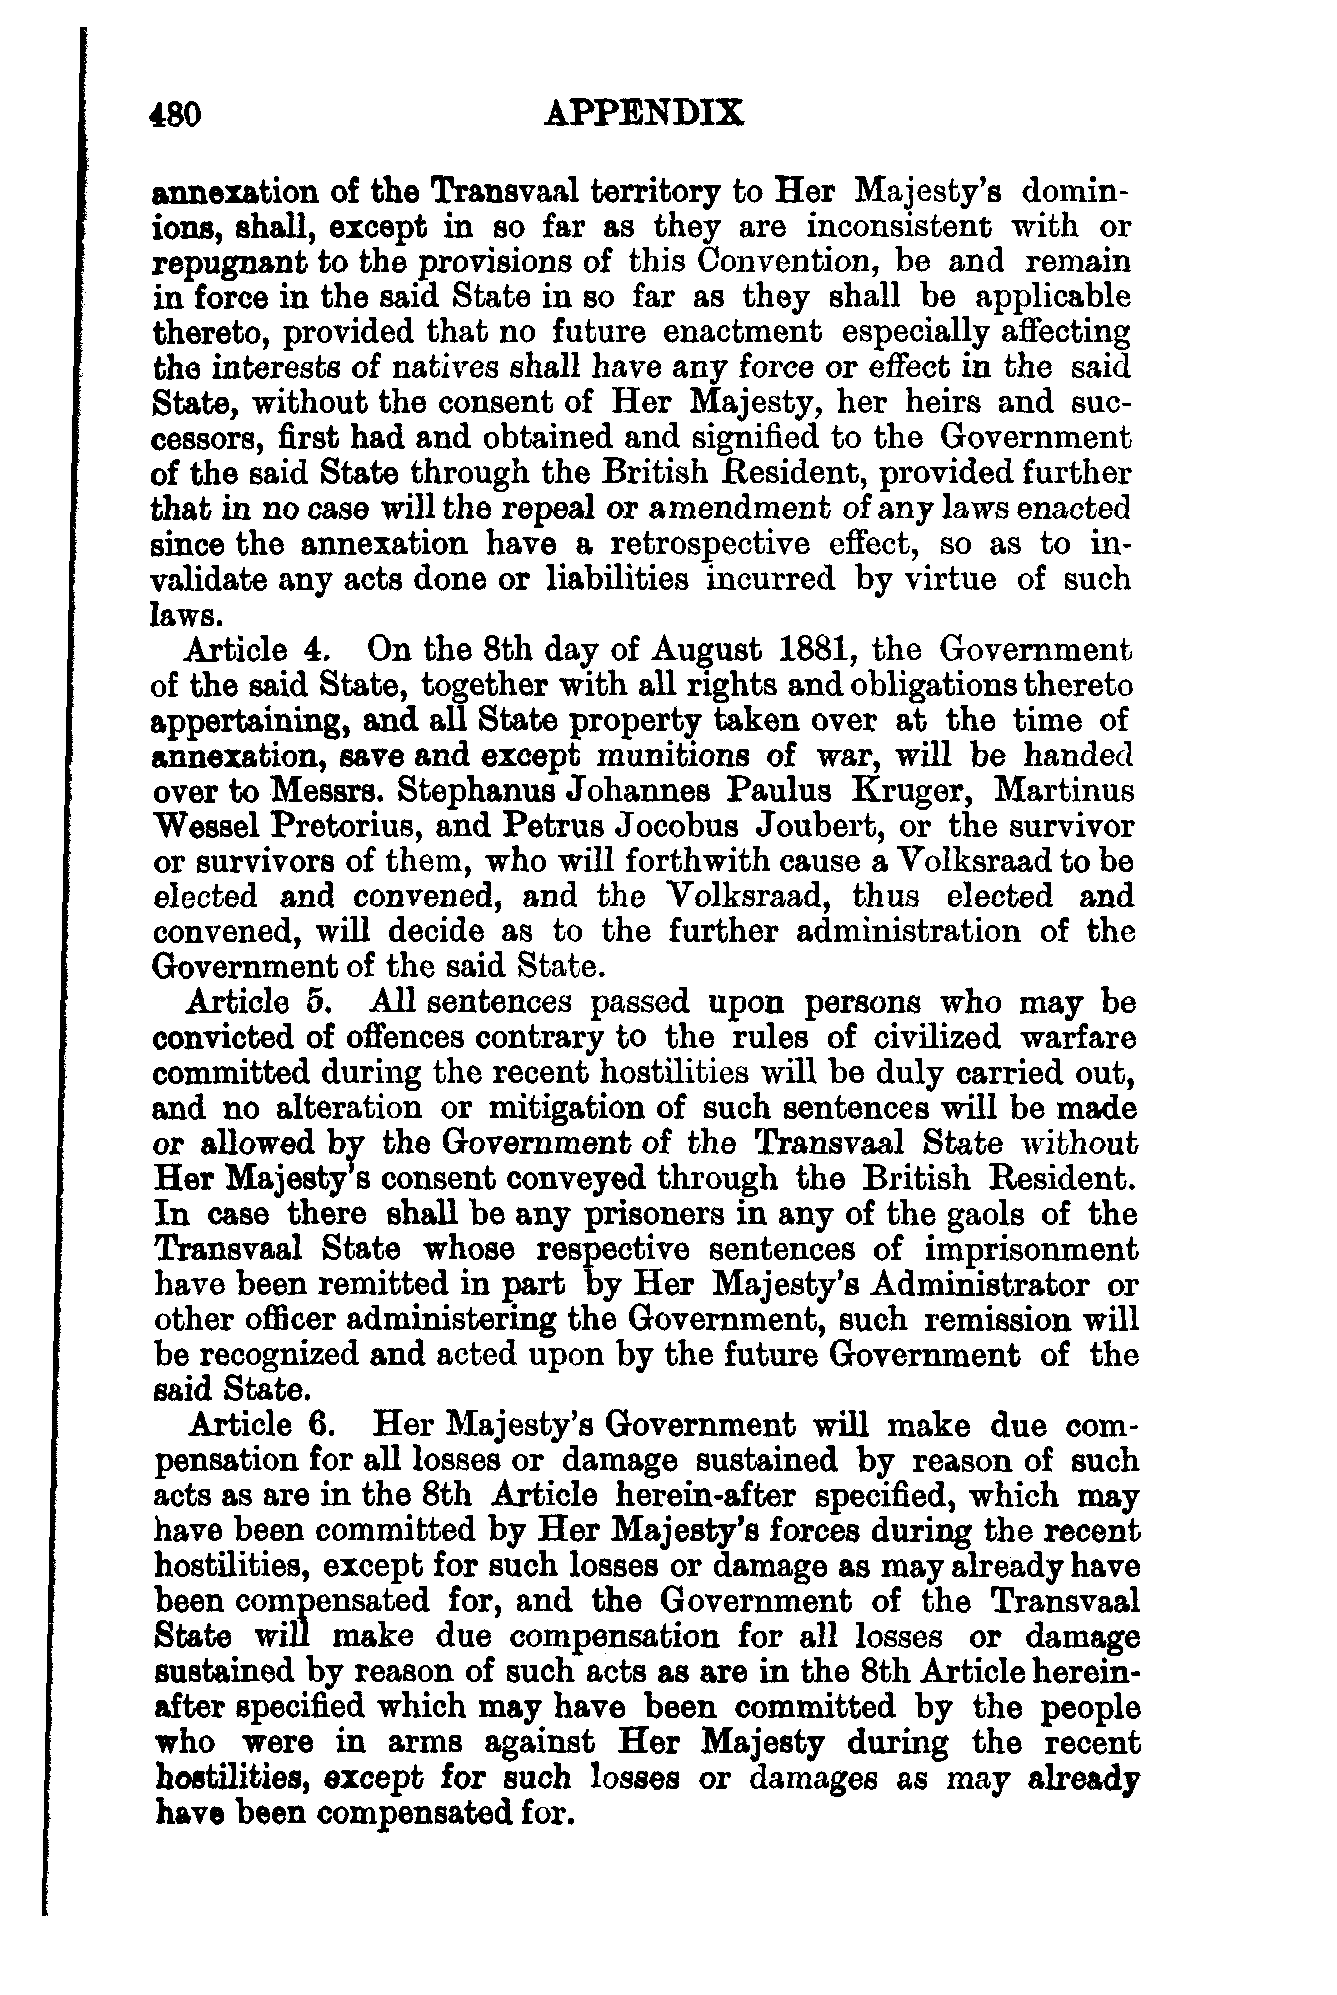 480 APPENDIX
annexation of the Transvaal territory to Her Majesty's domin-
ions, shall, except in so far as they are inconsistent with or
repugnant to the provisions of this Convention, be and remain
in force in the said State in so far as they shall be applicable
thereto, provided that no future enactment especially affecting
the interests of natives shall have any force or effect in the said
State, without the consent of Her Majesty, her heirs and suc-
cessors, first had and obtained and signified to the Government
of the said State through the British Resident, provided further
that in no case will the repeal or amendment of any laws enacted
since the annexation have a retrospective effect, so as to in-
validate any acts done or liabilities incurred by virtue of such
laws.
Article 4. On the 8th day of August 1881, the Government
of the said State, together with all rights and obligations thereto
appertaining, and all State property taken over at the time of
annexation, save and except munitions of war, will be handed
over to Messrs. Stephanus Johannes Paulus Kruger, Martinus
Wessel Pretorius, and Petrus Jocobus Joubert, or the survivor
or survivors of them, who will forthwith cause a Volksraad to be
elected and convened, and the Volksraad, thus elected and
convened, will decide as to the further administration of the
Government of the said State.
Article 5. All sentences passed upon persons who may be
convicted of offences contrary to the rules of civilized warfare
committed during the recent hostilities will be duly carried out,
and no alteration or mitigation of such sentences will be made
or allowed by the Government of the Transvaal State without
Her Majesty's consent conveyed through the British Resident.
In case there shall be any prisoners in any of the gaols of the
Transvaal State whose respective sentences of imprisonment
have been remitted in part by Her Majesty's Administrator or
other officer administering the Government, such remission will
be recognized and acted upon by the future Government of the
said State.
Article 6. Her Majesty's Government will make due com-
pensation for all losses or damage sustained by reason of such
acts as are in the 8th Article herein-after specified, which may
have been committed by Her Majesty's forces during the recent
hostilities, except for such losses or damage as may already have
been compensated for, and the Government of the Transvaal
State will make due compensation for all losses or damage
sustained by reason of such acts as are in the 8th Article herein-
after specified which may have been committed by the people
who were in arms against Her Majesty during the recent
hostilities, except for such losses or damages as may already
have been compensated for.